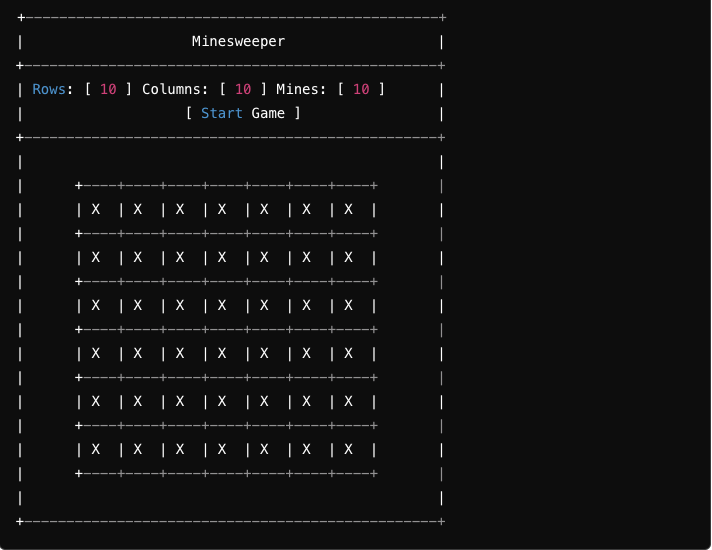 +--------------------------------------------------+
|                    Minesweeper                   |
+--------------------------------------------------+
| Rows: [ 10 ] Columns: [ 10 ] Mines: [ 10 ]       |
|                   [ Start Game ]                 |
+--------------------------------------------------+
|                                                  |
|      +----+----+----+----+----+----+----+        |
|      | X  | X  | X  | X  | X  | X  | X  |        |
|      +----+----+----+----+----+----+----+        |
|      | X  | X  | X  | X  | X  | X  | X  |        |
|      +----+----+----+----+----+----+----+        |
|      | X  | X  | X  | X  | X  | X  | X  |        |
|      +----+----+----+----+----+----+----+        |
|      | X  | X  | X  | X  | X  | X  | X  |        |
|      +----+----+----+----+----+----+----+        |
|      | X  | X  | X  | X  | X  | X  | X  |        |
|      +----+----+----+----+----+----+----+        |
|      | X  | X  | X  | X  | X  | X  | X  |        |
|      +----+----+----+----+----+----+----+        |
|                                                  |
+--------------------------------------------------+